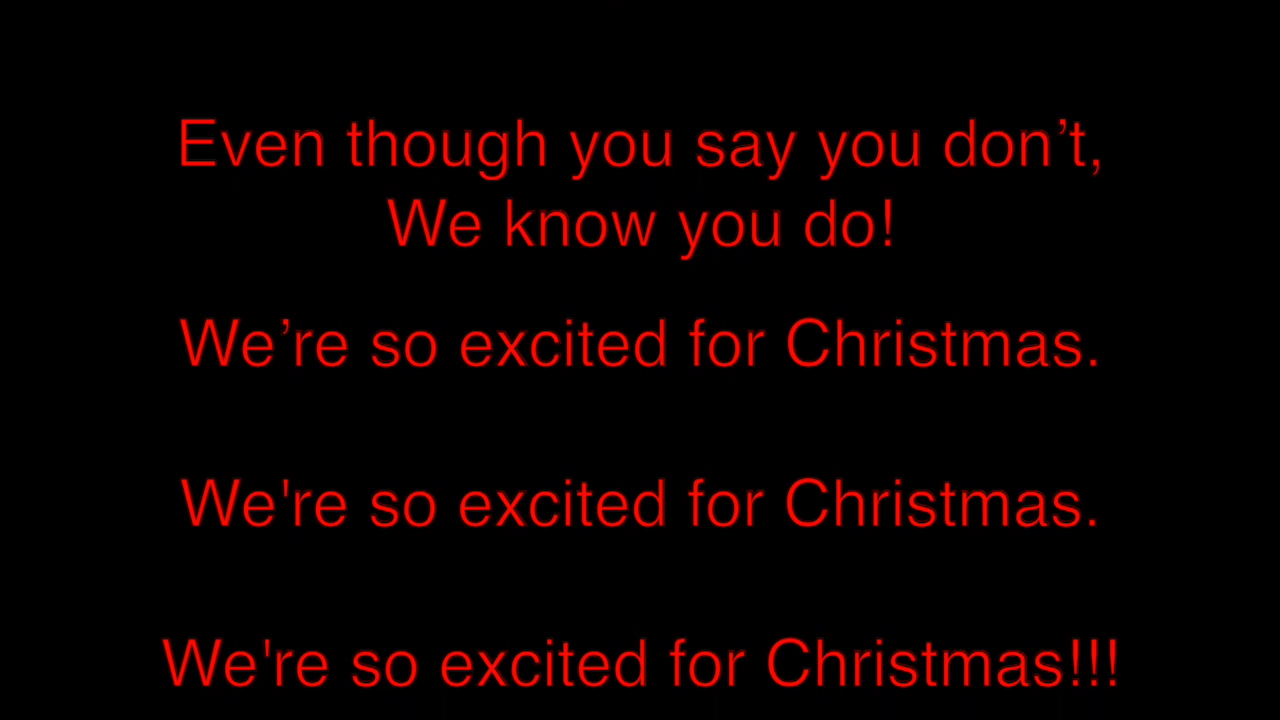 Even though you say you don’t,
We know you do!
We’re so excited for Christmas.
We're so excited for Christmas.
We're so excited for Christmas!!!